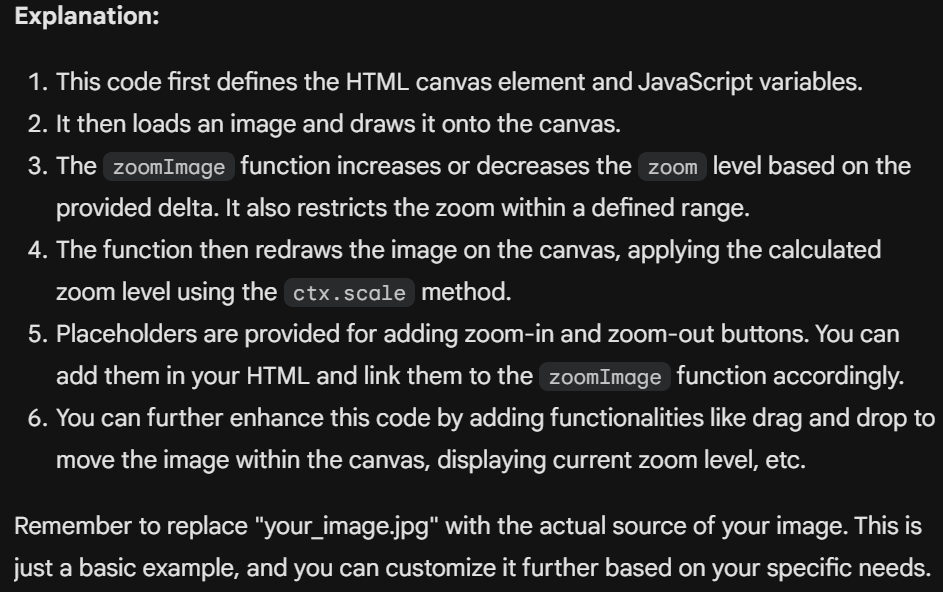 Explanation:
1. This code first defines the HTML canvas element and JavaScript variables.
2. It then loads an image and draws it onto the canvas.
3. The zoomImage function increases or decreases the zoom level based on the
provided delta. It also restricts the zoom within a defined range.
4. The function then redraws the image on the canvas, applying the calculated
zoom level using the ctx.scale method.
5. Placeholders are provided for adding zoom-in and zoom-out buttons. You can
add them in your HTML and link them to the zoomImage function accordingly.
6. You can further enhance this code by adding functionalities like drag and drop to
move the image within the canvas, displaying current zoom level, etc.
Remember to replace "your_image.jpg" with the actual source of your image. This is
just a basic example, and you can customize it further based on your specific needs.